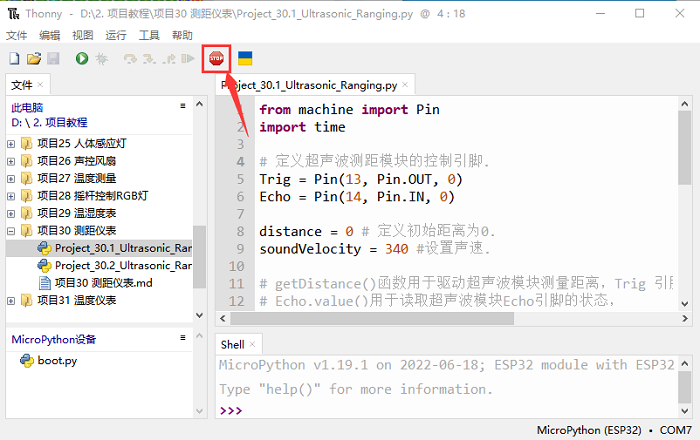 Thonny - D:\2. 项目教程\项目30 测距仪表\Project_30.1_Ultrasonic_Ranging.py @ 4 : 18
文件 编辑 视图 运行 工具 帮助
STOP
文件 ×
Project_30.1_Ultrasonic_Ranging.py ×
此电脑
D: \ 2. 项目教程
项目25 人体感应灯
项目26 声控风扇
项目27 温度测量
项目28 摇杆控制RGB灯
项目29 温湿度表
项目30 测距仪表
Project_30.1_Ultrasonic_Ran
Project_30.2_Ultrasonic_Ran
项目30 测距仪表.md
项目31 温度仪表
MicroPython设备
boot.py
1 from machine import Pin
2 import time
3
4 # 定义超声波测距模块的控制引脚.
5 Trig = Pin(13, Pin.OUT, 0)
6 Echo = Pin(14, Pin.IN, 0)
7
8 distance = 0 # 定义初始距离为0.
9 soundVelocity = 340 #设置声速.
10
11 # getDistance()函数用于驱动超声波模块测量距离，Trig 引
12 # Echo.value()用于读取超声波模块Echo引脚的状态，
Shell ×
MicroPython v1.19.1 on 2022-06-18; ESP32 module with ESP32
Type "help()" for more information.
>>>
MicroPython (ESP32) • COM7